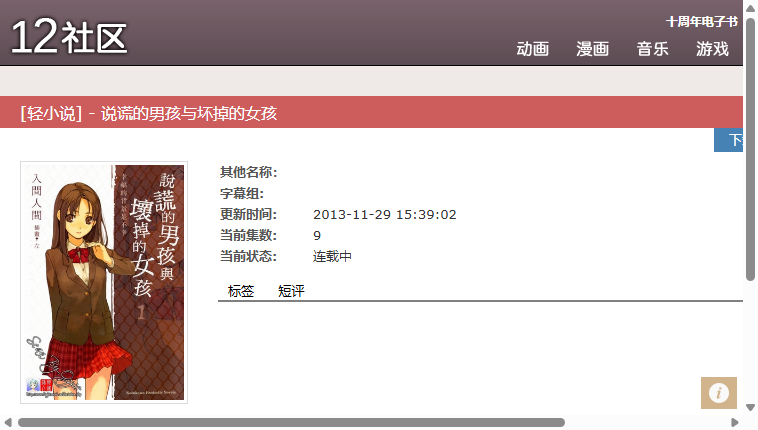 12社区
十周年电子书
动画 漫画 音乐 游戏
[轻小说] - 说谎的男孩与坏掉的女孩
其他名称:
字幕组:
更新时间: 2013-11-29 15:39:02
当前集数: 9
当前状态: 连载中
标签 短评
說謊的男孩與
壞掉的女孩
1
入間人間
插畫†左